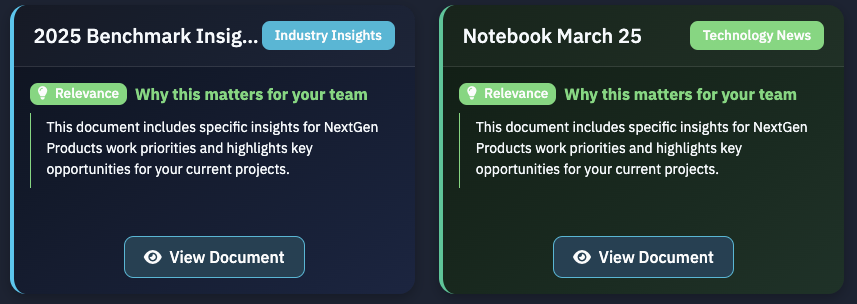 2025 Benchmark Insig...
Industry Insights
Relevance Why this matters for your team
This document includes specific insights for NextGen
Products work priorities and highlights key
opportunities for your current projects.
View Document
Notebook March 25
Technology News
Relevance Why this matters for your team
This document includes specific insights for NextGen
Products work priorities and highlights key
opportunities for your current projects.
View Document